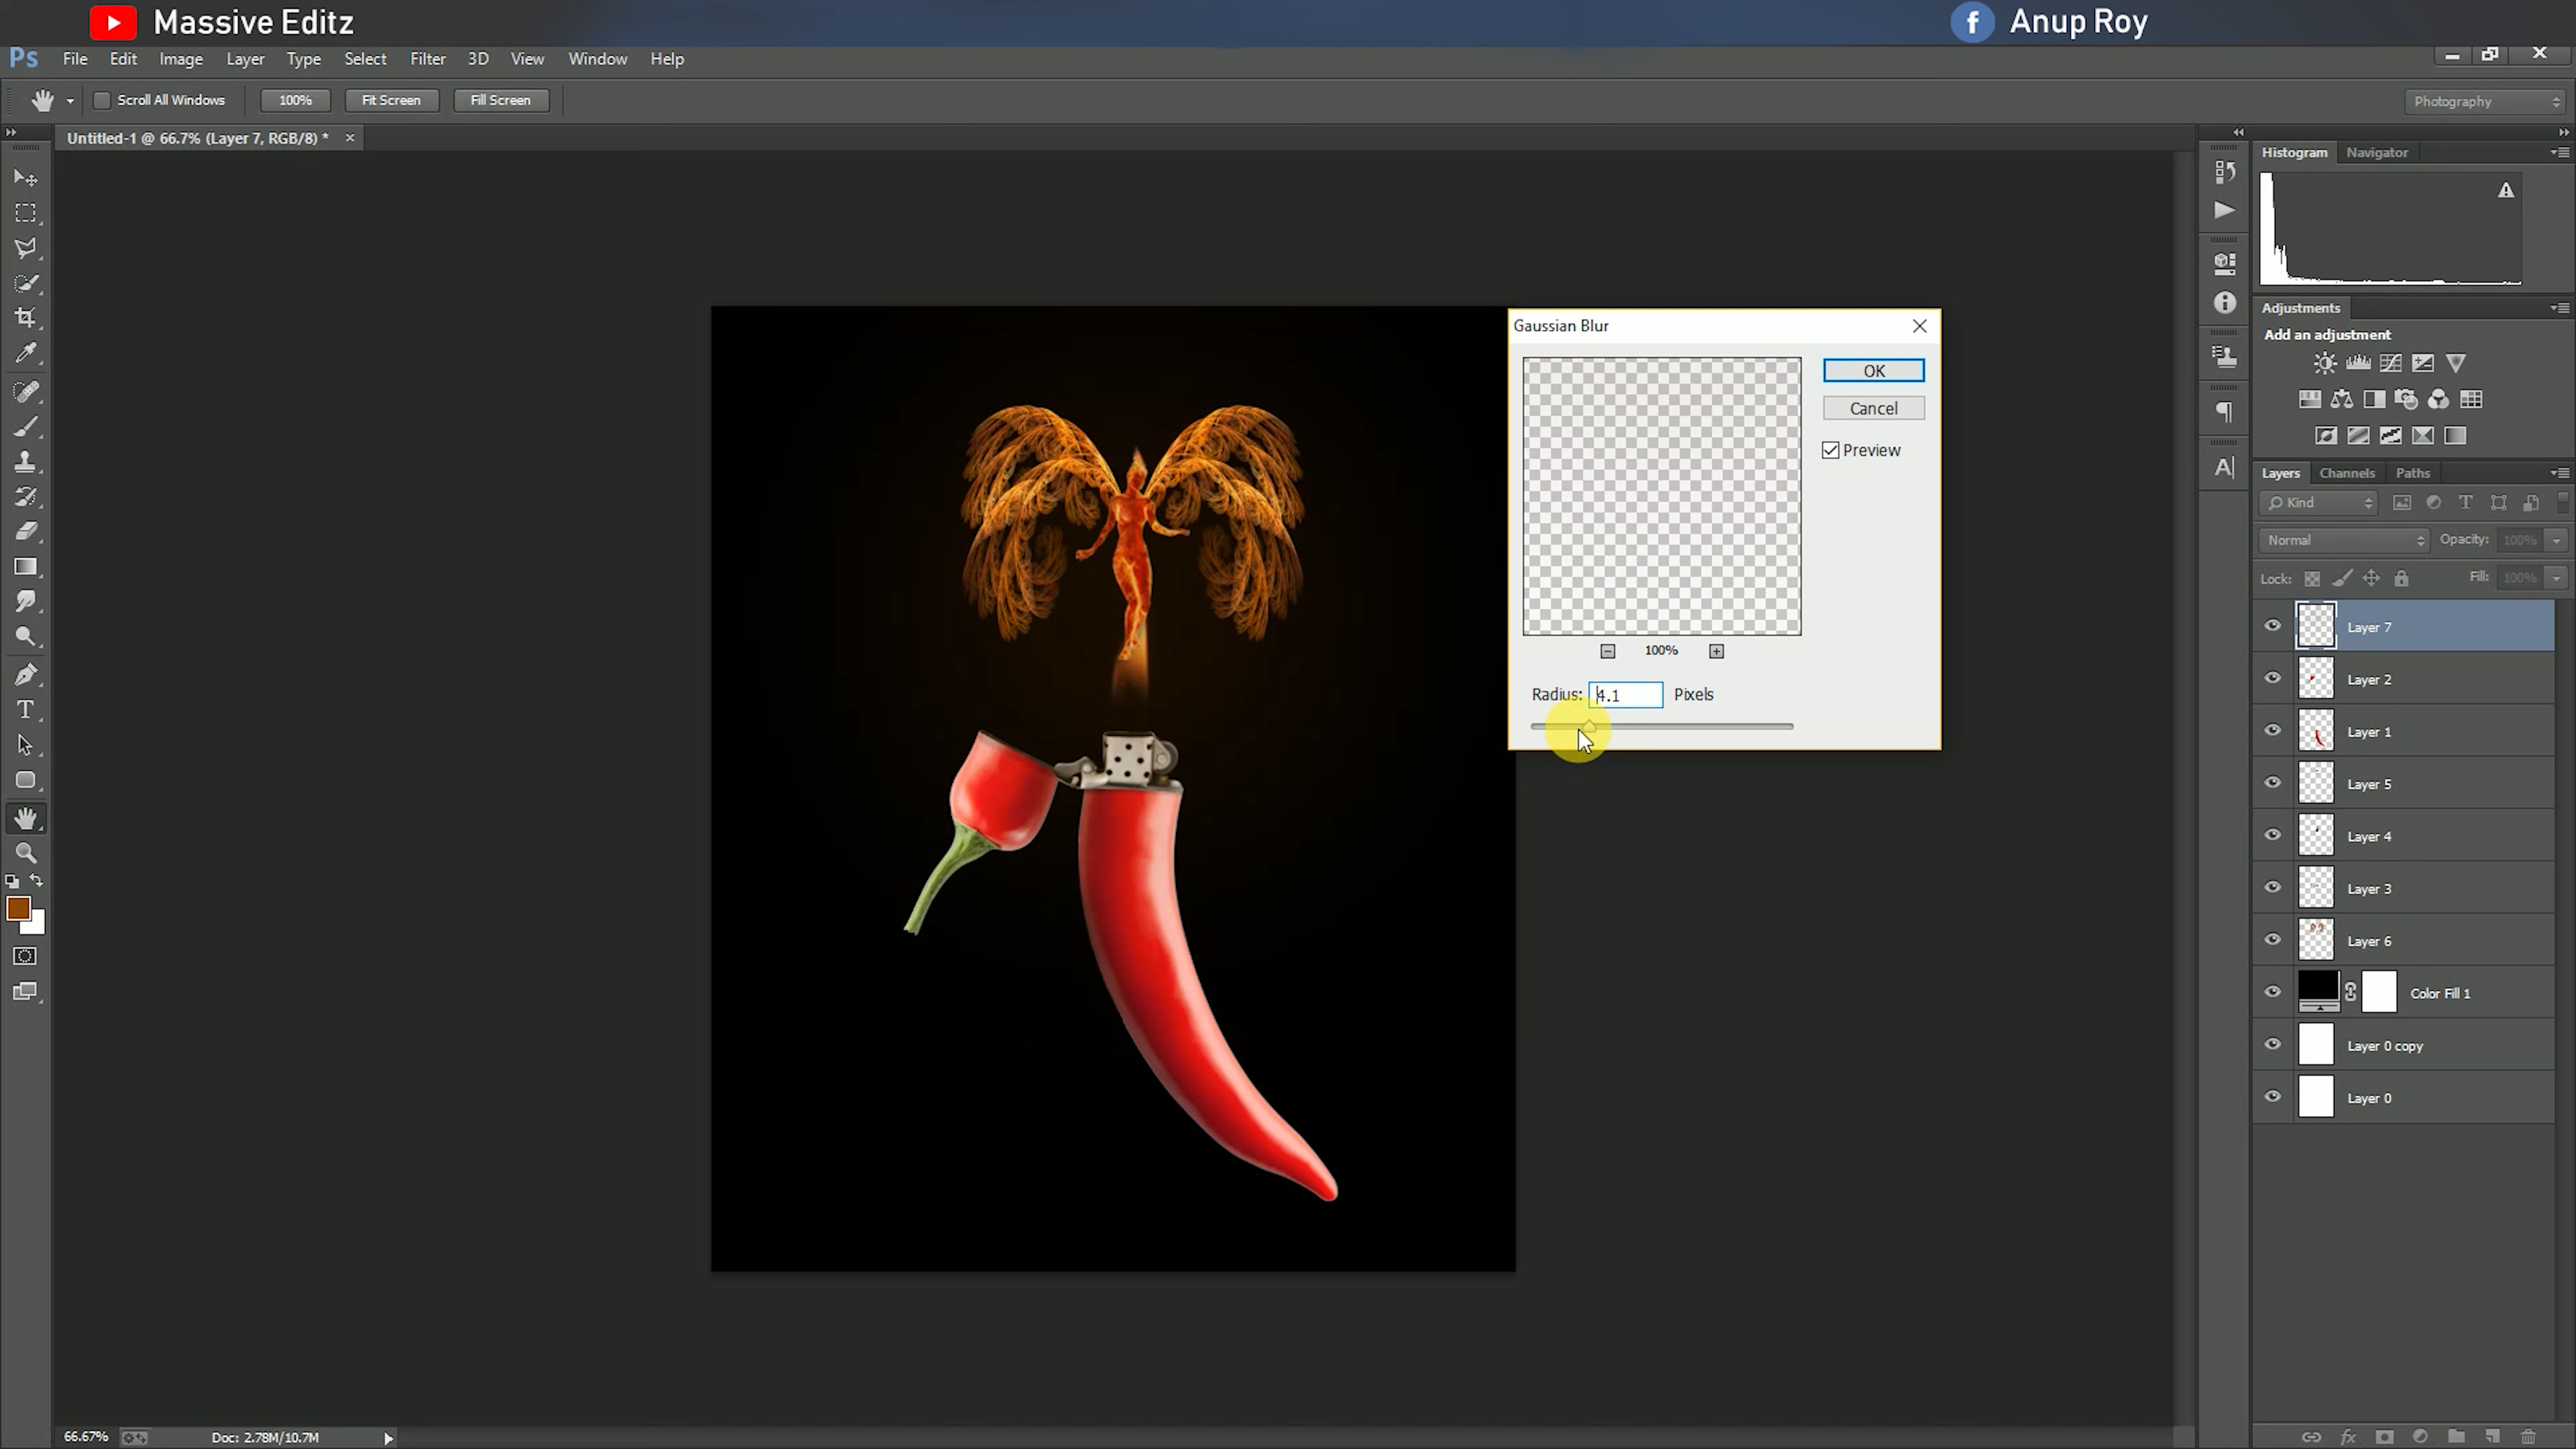 Massive Editz
Anup Roy
Ps File Edit Image Layer Type Select Filter 3D View Window Help
Scroll All Windows 100% Fit Screen Fill Screen Photography
Untitled-1 @ 66.7% (Layer 7, RGB/8) * ×
Histogram Navigator
Gaussian Blur
OK
Cancel
Preview
100%
Radius: 4.1 Pixels
Adjustments
Add an adjustment
Layers Channels Paths
Kind
Normal Opacity: 100%
Lock: Fill: 100%
Layer 7
Layer 2
Layer 1
Layer 5
Layer 4
Layer 3
Layer 6
Color Fill 1
Layer 0 copy
Layer 0
66.67% Doc: 2.78M/10.7M